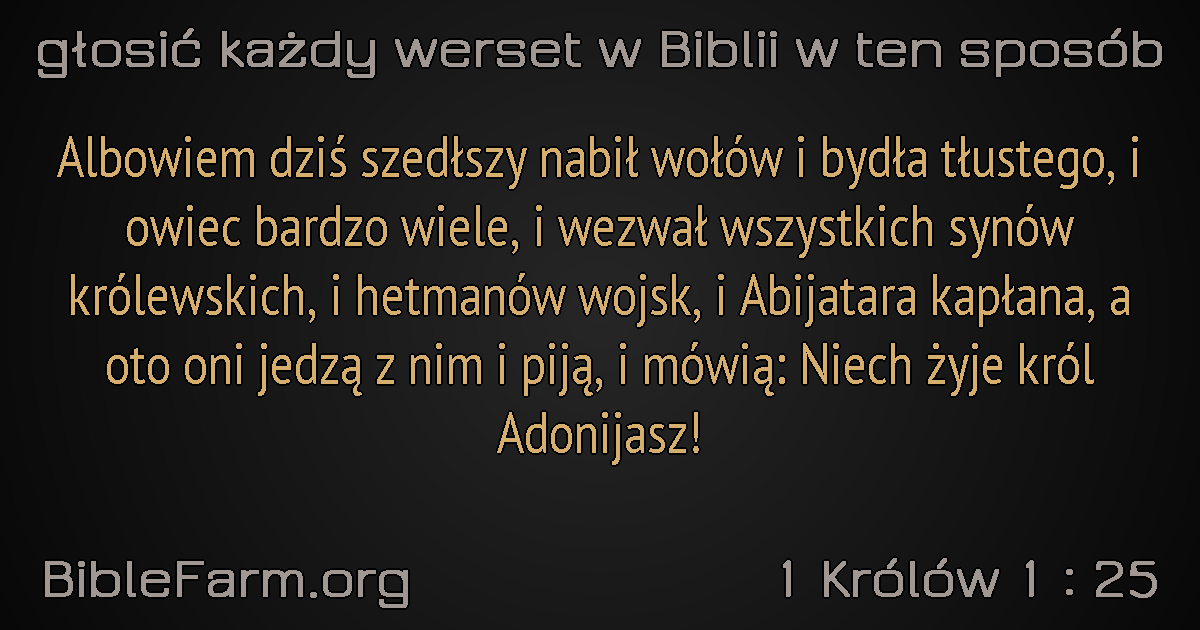 głosić każdy werset w Biblii w ten sposób
Albowiem dziś szedłszy nabił wołów i bydła tłustego, i
owiec bardzo wiele, i wezwał wszystkich synów
królewskich, i hetmanów wojsk, i Abijatara kapłana, a
oto oni jedzą z nim i piją, i mówią: Niech żyje król
Adonijasz!
BibleFarm.org
1 Królów 1 : 25